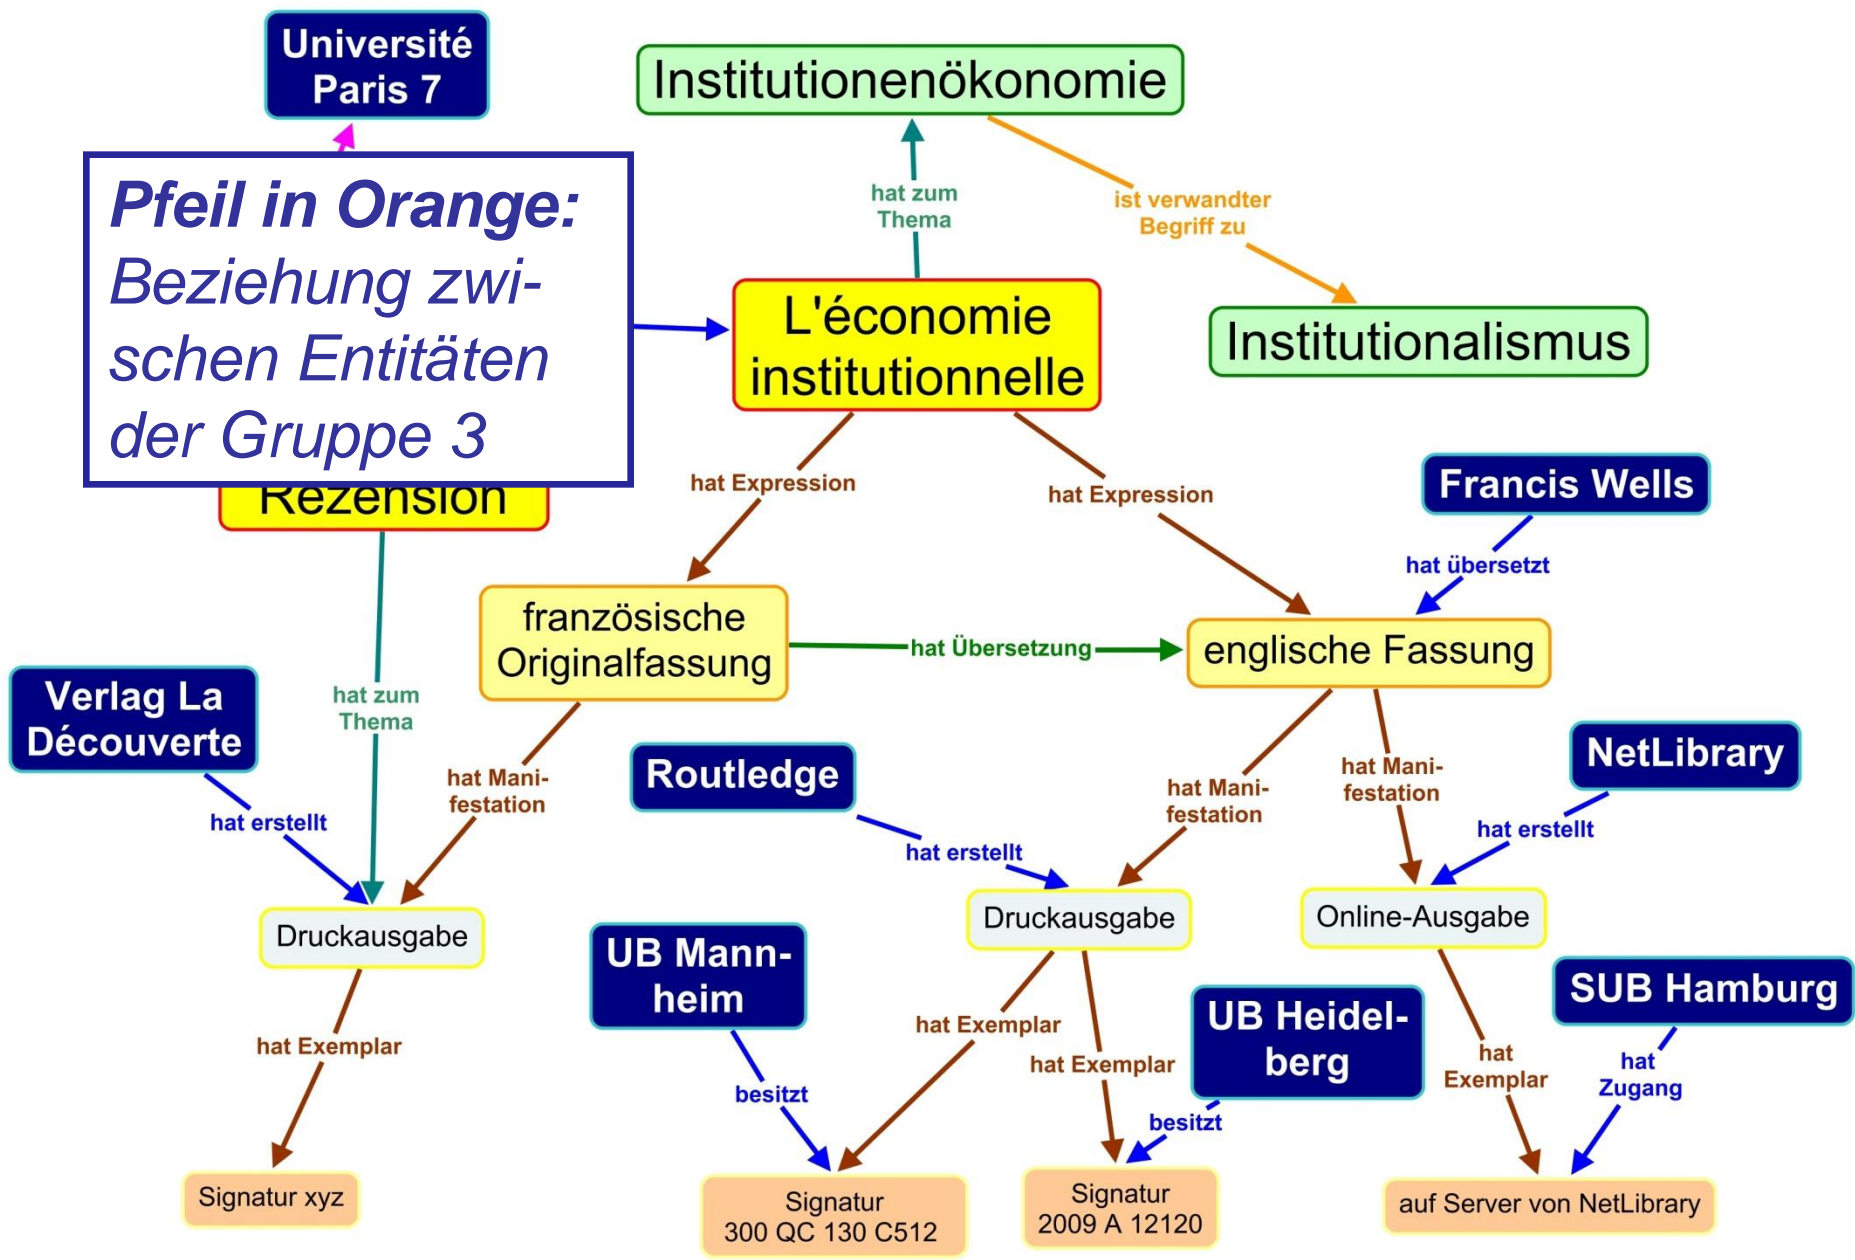 Université
Paris 7
Institutionenökonomie
Pfeil in Orange:
Beziehung zwi-
schen Entitäten
der Gruppe 3
hat zum
Thema
ist verwandter
Begriff zu
L'économie
institutionnelle
Institutionalismus
Rezension
hat Expression
hat Expression
Francis Wells
hat übersetzt
französische
Originalfassung
hat Übersetzung
englische Fassung
Verlag La
Découverte
hat zum
Thema
hat erstellt
hat Mani-
festation
Routledge
hat erstellt
hat Mani-
festation
hat Mani-
festation
NetLibrary
hat erstellt
Druckausgabe
Druckausgabe
Online-Ausgabe
UB Mann-
heim
UB Heidel-
berg
SUB Hamburg
hat Exemplar
hat Exemplar
hat Exemplar
hat
Exemplar
hat
Zugang
besitzt
besitzt
Signatur xyz
Signatur
300 QC 130 C512
Signatur
2009 A 12120
auf Server von NetLibrary